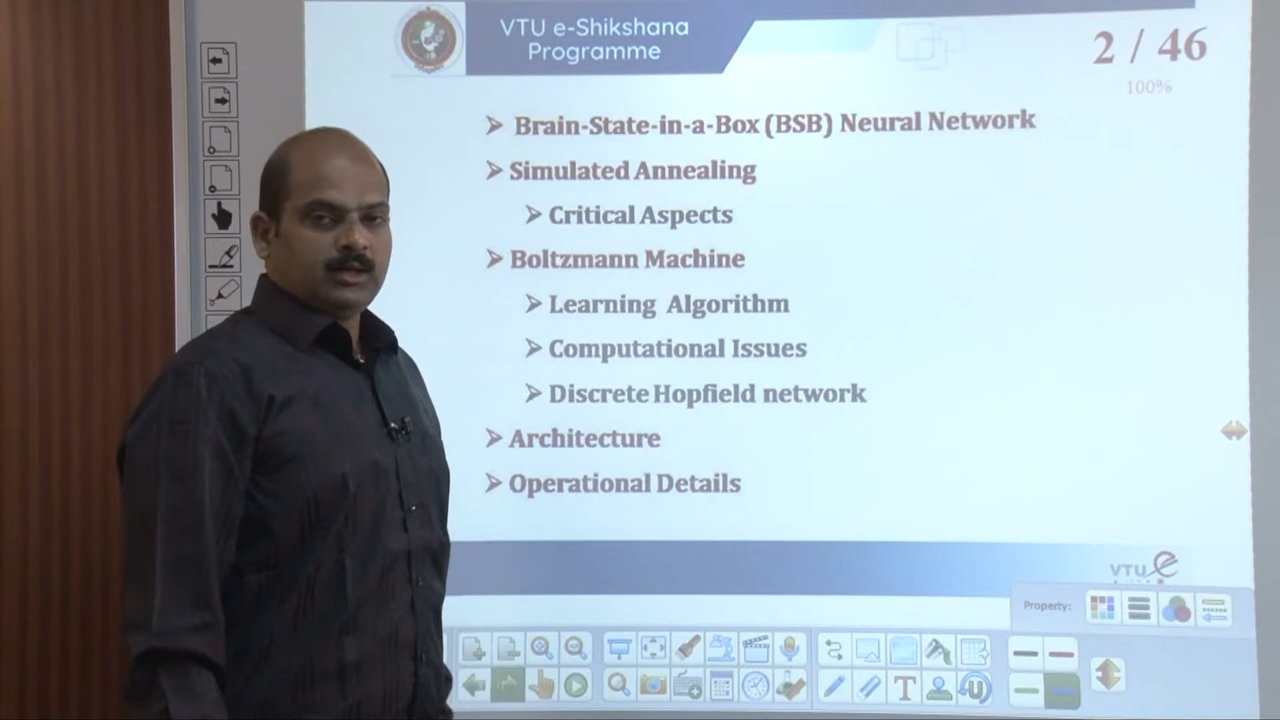 VTU e-Shikshana
Programme
2 / 46
100%
➢ Brain-State-in-a-Box (BSB) Neural Network
➢ Simulated Annealing
➢ Critical Aspects
➢ Boltzmann Machine
➢ Learning Algorithm
➢ Computational Issues
➢ Discrete Hopfield network
➢ Architecture
➢ Operational Details
VTU e
Property:
T
U